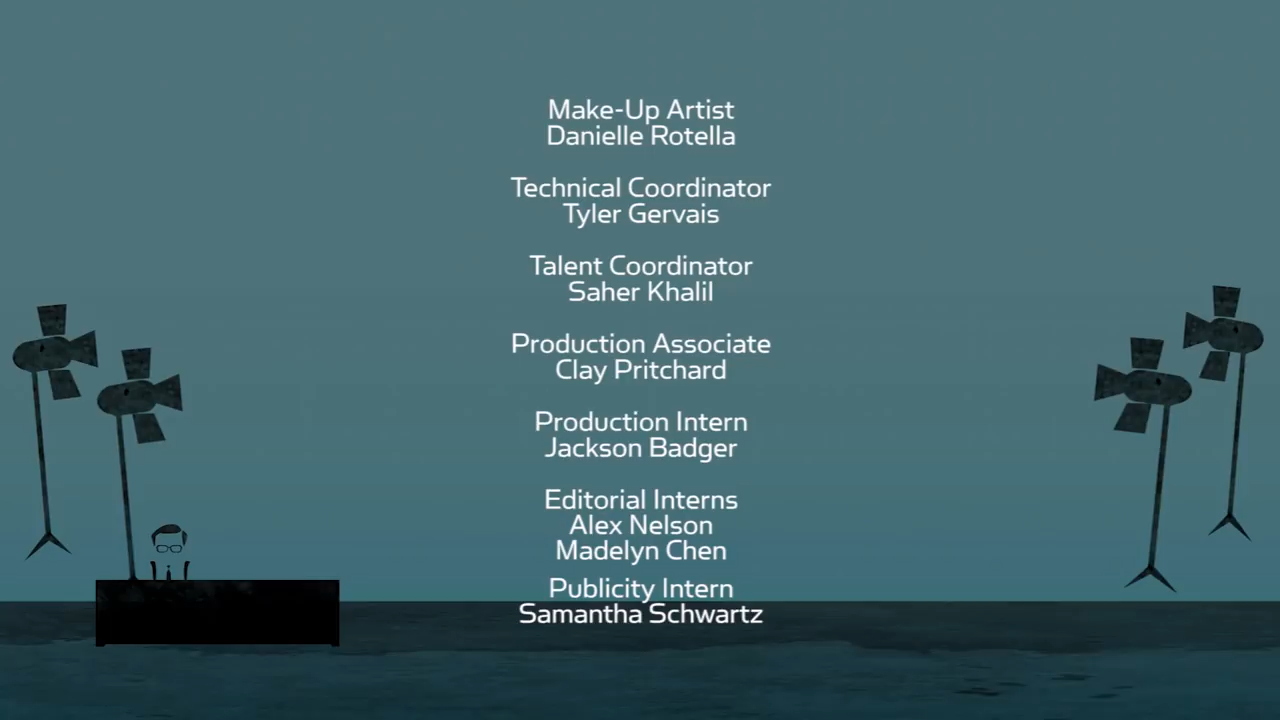 Make-Up Artist
Danielle Rotella
Technical Coordinator
Tyler Gervais
Talent Coordinator
Saher Khalil
Production Associate
Clay Pritchard
Production Intern
Jackson Badger
Editorial Interns
Alex Nelson
Madelyn Chen
Publicity Intern
Samantha Schwartz